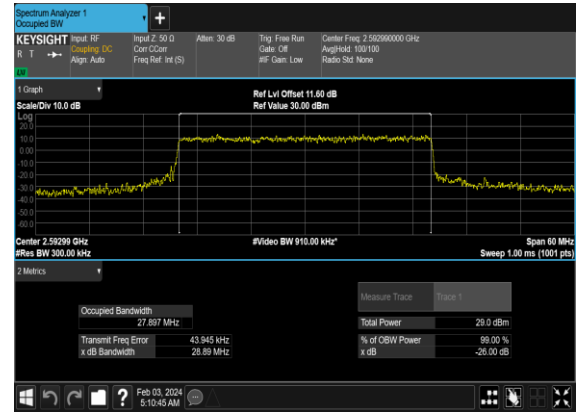 Spectrum Analyzer 1
Occupied BW
KEYSIGHT Input: RF Input Z: 50 Ω Atten: 30 dB Trig: Free Run Center Freq: 2.592990000 GHz
R T Coupling: DC Corr CCorr Gate: Off Avg|Hold: 100/100
Align: Auto Freq Ref: Int (S) #IF Gain: Low Radio Std: None
LW
1 Graph Ref Lvl Offset 11.60 dB
Scale/Div 10.0 dB Ref Value 30.00 dBm
Log
20.0
10.0
0.00
-10.0
-20.0
-30.0
-40.0
-50.0
-60.0
Center 2.59299 GHz #Video BW 910.00 kHz* Span 60 MHz
#Res BW 300.00 kHz Sweep 1.00 ms (1001 pts)
2 Metrics
Measure Trace Trace 1
Occupied Bandwidth
27.897 MHz Total Power 29.0 dBm
Transmit Freq Error 43.945 kHz % of OBW Power 99.00 %
x dB Bandwidth 28.89 MHz x dB -26.00 dB
? Feb 03, 2024
5:10:45 AM